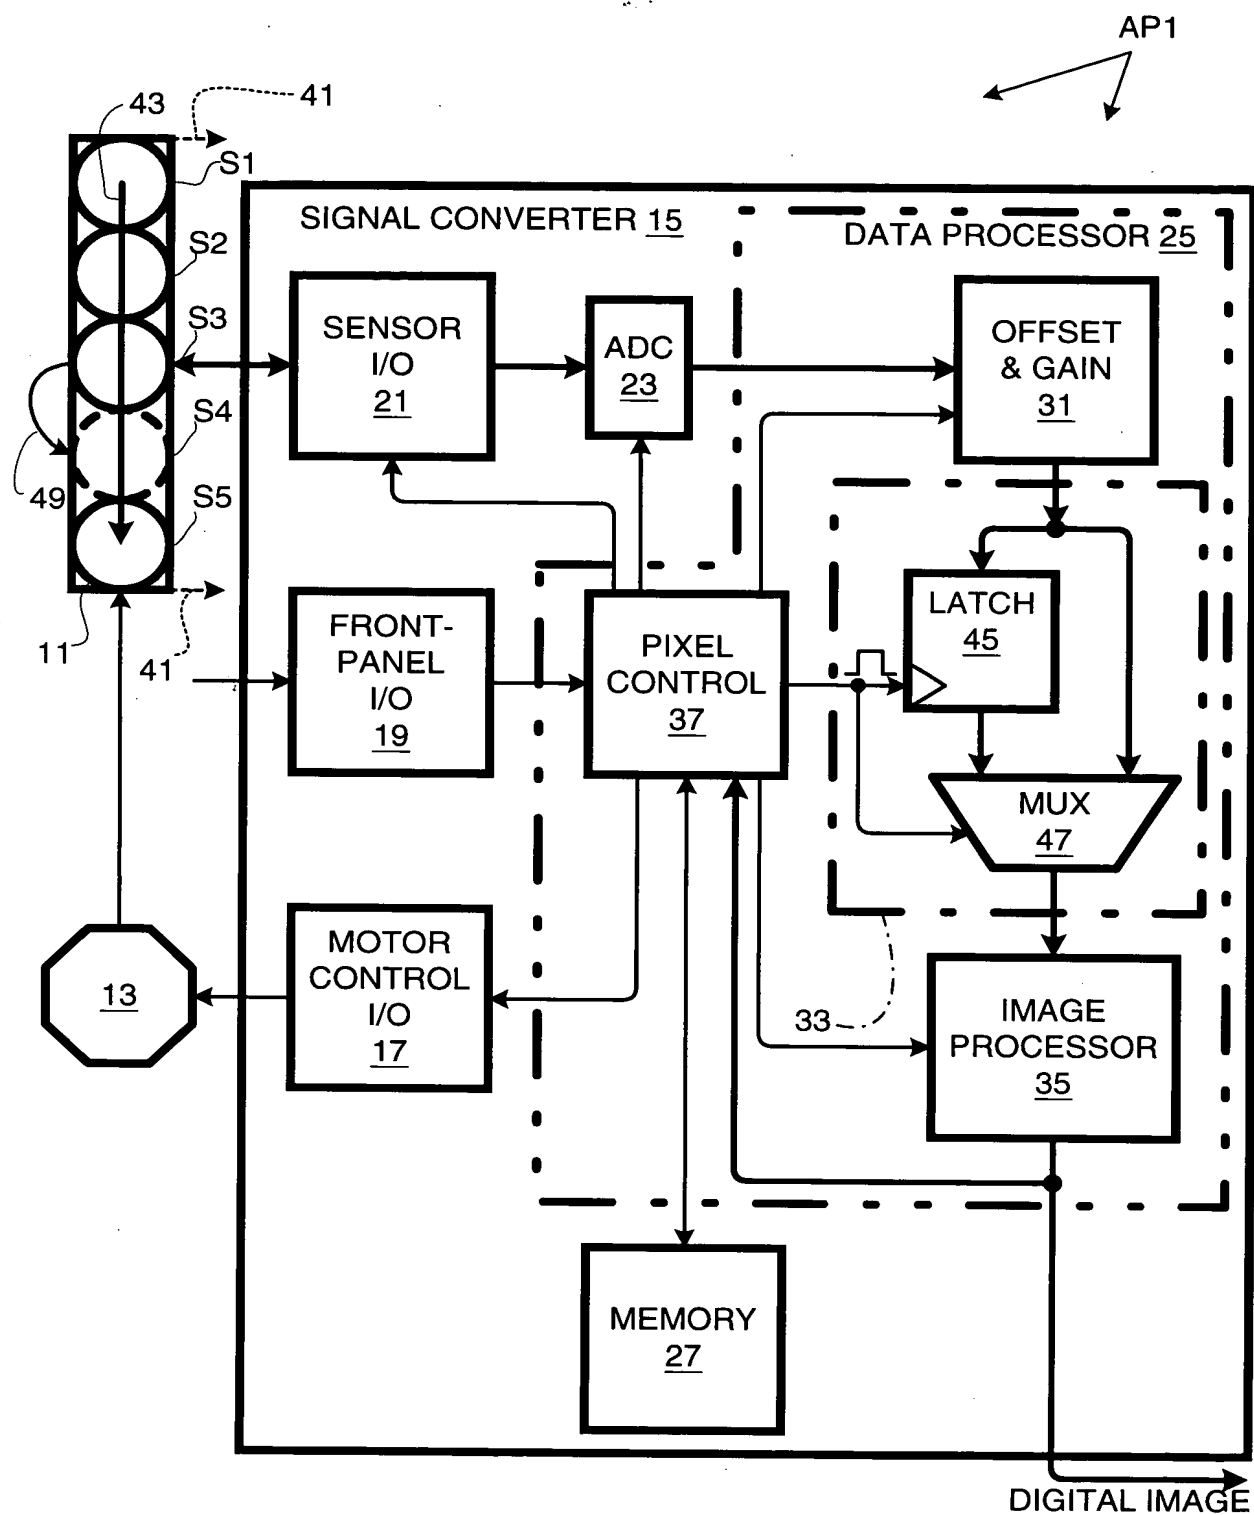 AP1
43
41
S1
SIGNAL CONVERTER 15
DATA PROCESSOR 25
S2
S3
SENSOR
I/O
21
ADC
23
OFFSET
& GAIN
31
S4
49
S5
11
41
FRONT-
PANEL
I/O
19
PIXEL
CONTROL
37
LATCH
45
MUX
47
13
MOTOR
CONTROL
I/O
17
33
IMAGE
PROCESSOR
35
MEMORY
27
DIGITAL IMAGE